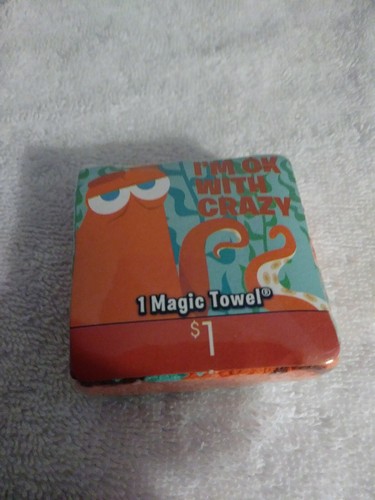 I'M OK
WITH
CRAZY
1 Magic Towel®
$1